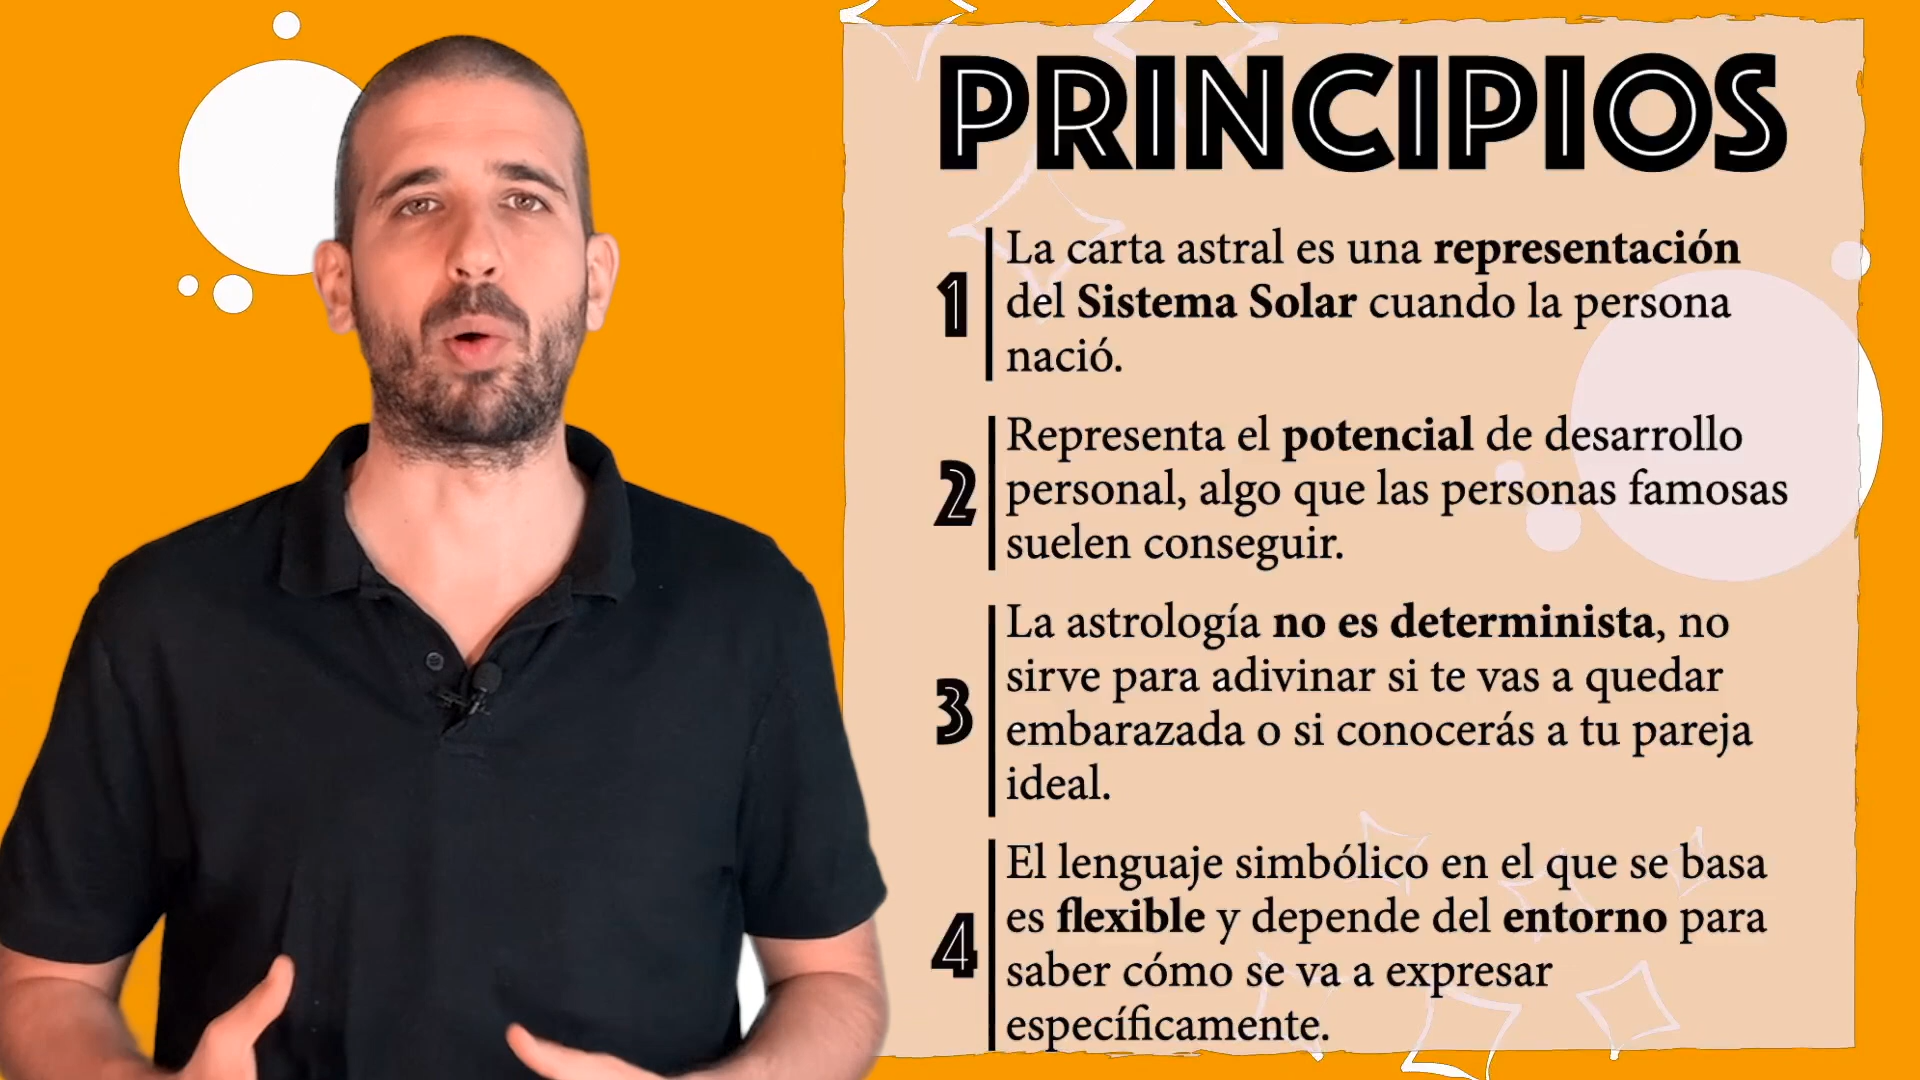 PRINCIPIOS
1
La carta astral es una representación
del Sistema Solar cuando la persona
nació.
2
Representa el potencial de desarrollo
personal, algo que las personas famosas
suelen conseguir.
3
La astrología no es determinista, no
sirve para adivinar si te vas a quedar
embarazada o si conocerás a tu pareja
ideal.
4
El lenguaje simbólico en el que se basa
es flexible y depende del entorno para
saber cómo se va a expresar
específicamente.